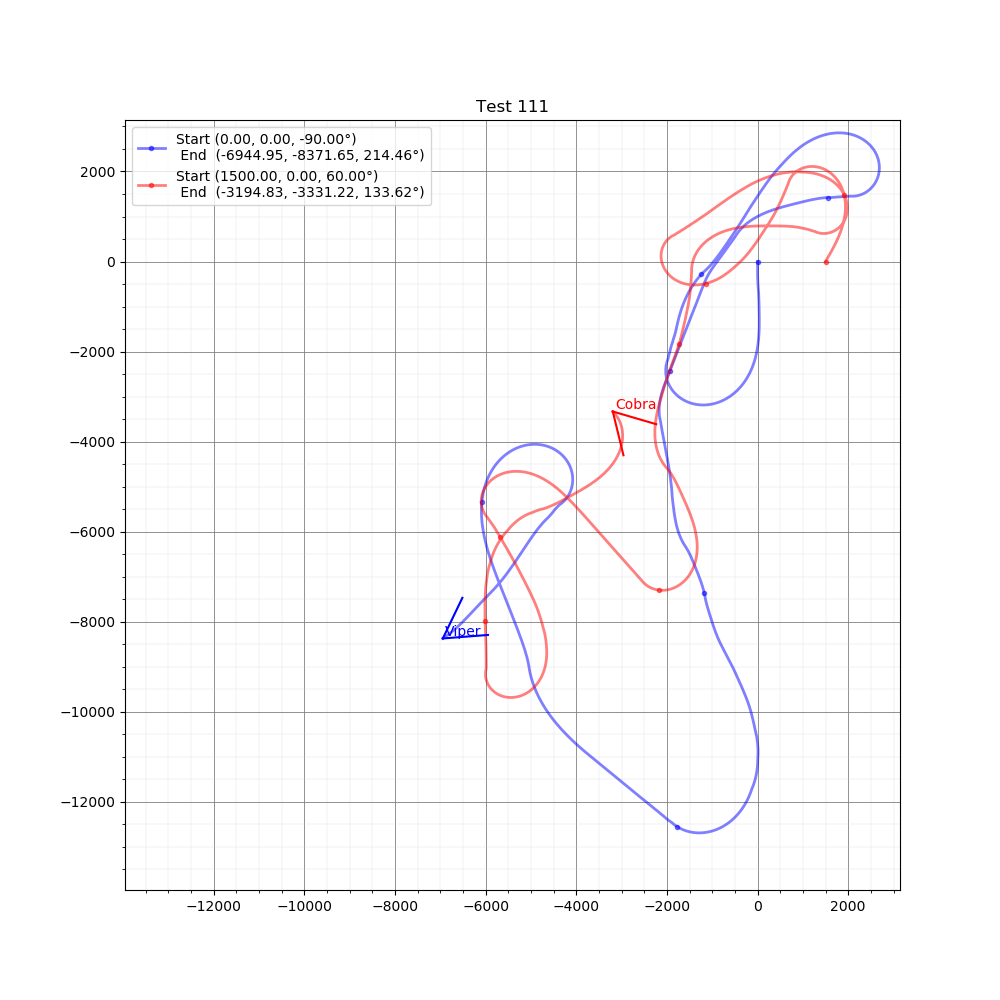 Test 111
Start (0.00, 0.00, -90.00°)
End (-6944.95, -8371.65, 214.46°)
Start (1500.00, 0.00, 60.00°)
End (-3194.83, -3331.22, 133.62°)
2000
0
−2000
−4000
−6000
−8000
−10000
−12000
Cobra
Viper
−12000 −10000 −8000 −6000 −4000 −2000 0 2000